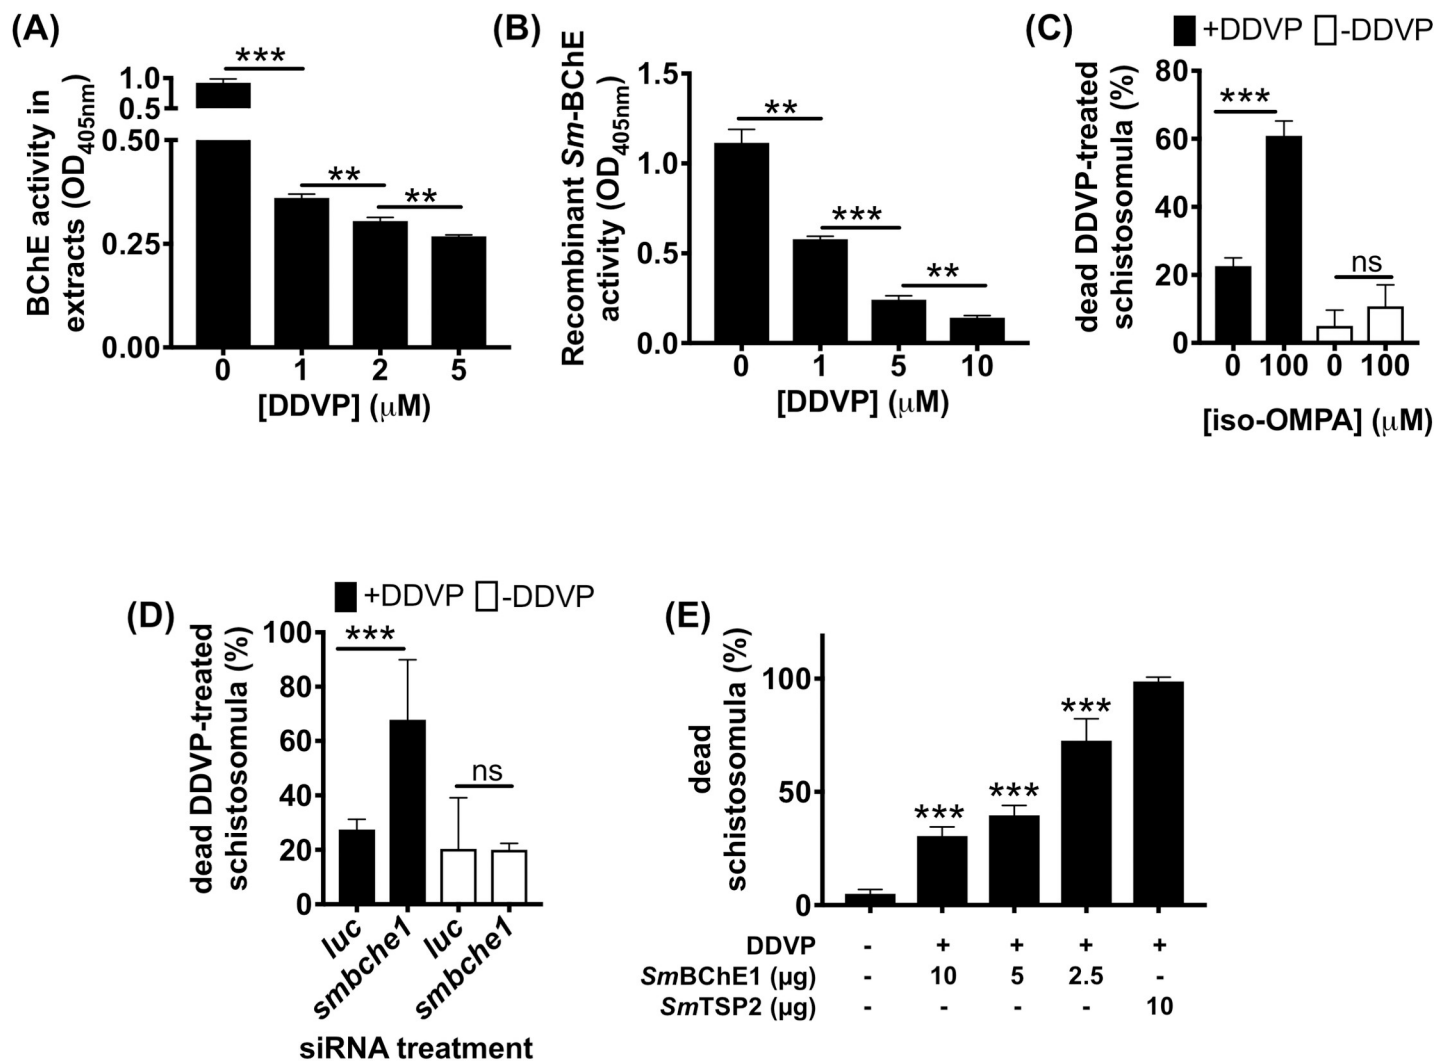 (A)
BChE activity in
extracts (OD405nm)
1.0
0.5
0.50
0.25
0.00
***
**
**
0 1 2 5
[DDVP] (μM)
(B)
Recombinant Sm-BChE
activity (OD405nm)
1.5
1.0
0.5
0.0
**
***
**
0 1 5 10
[DDVP] (μM)
(C)
+DDVP -DDVP
dead DDVP-treated
schistosomula (%)
80
60
40
20
0
***
ns
0 100 0 100
[iso-OMPA] (μM)
(D)
+DDVP -DDVP
dead DDVP-treated
schistosomula (%)
100
80
60
40
20
0
***
ns
luc smbche1 luc smbche1
siRNA treatment
(E)
dead
schistosomula (%)
100
50
0
***
***
***
DDVP - + + + +
SmBChE1 (µg) - 10 5 2.5 -
SmTSP2 (µg) - - - - 10